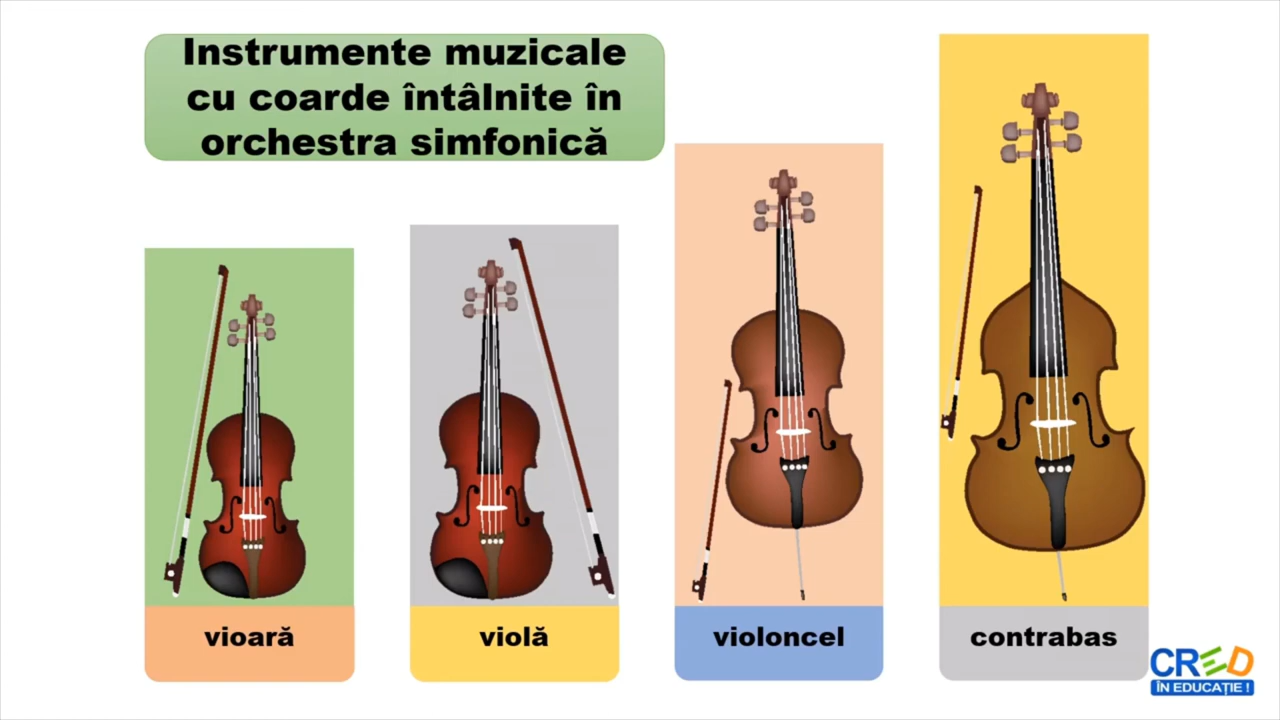 Instrumente muzicale
cu coarde întâlnite în
orchestra simfonică
vioară
violă
violoncel
contrabas
CRED
ÎN EDUCAȚIE !